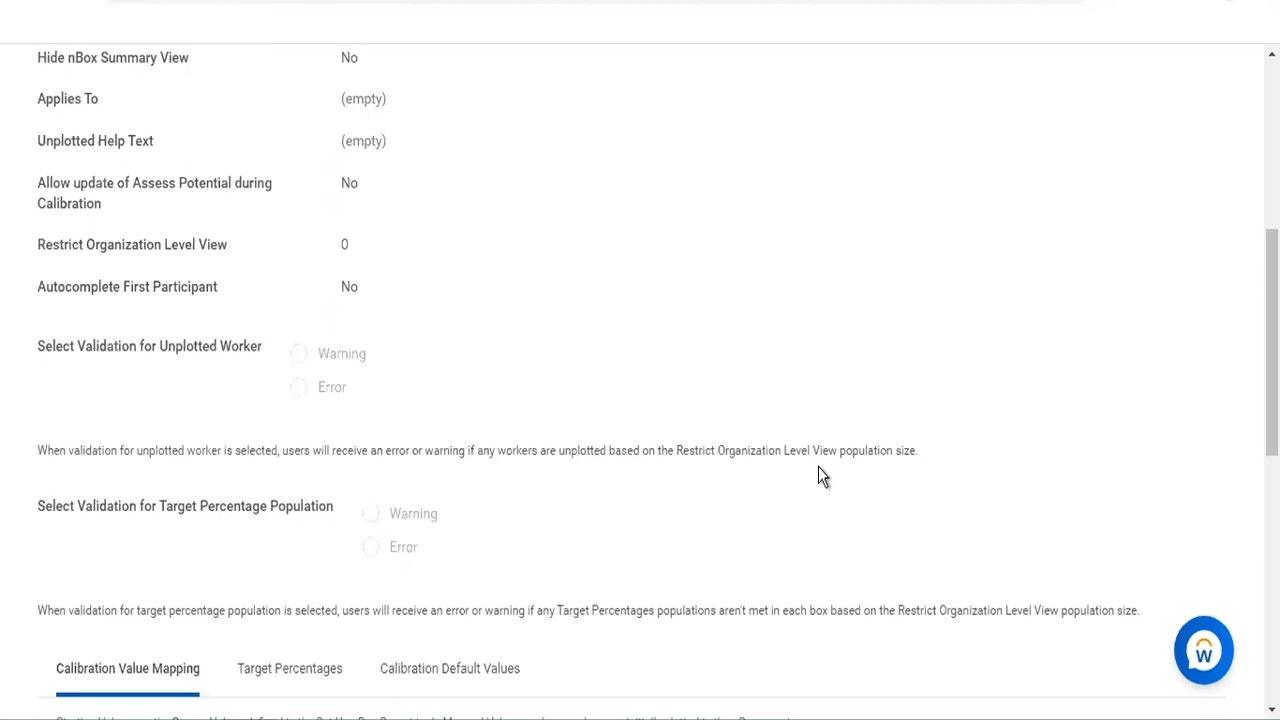 Hide nBox Summary View No
Applies To (empty)
Unplotted Help Text (empty)
Allow update of Assess Potential during No
Calibration
Restrict Organization Level View 0
Autocomplete First Participant No
Select Validation for Unplotted Worker
Warning
Error
When validation for unplotted worker is selected, users will receive an error or warning if any workers are unplotted based on the Restrict Organization Level View population size.
Select Validation for Target Percentage Population
Warning
Error
When validation for target percentage population is selected, users will receive an error or warning if any Target Percentages populations aren't met in each box based on the Restrict Organization Level View population size.
W
Calibration Value Mapping Target Percentages Calibration Default Values